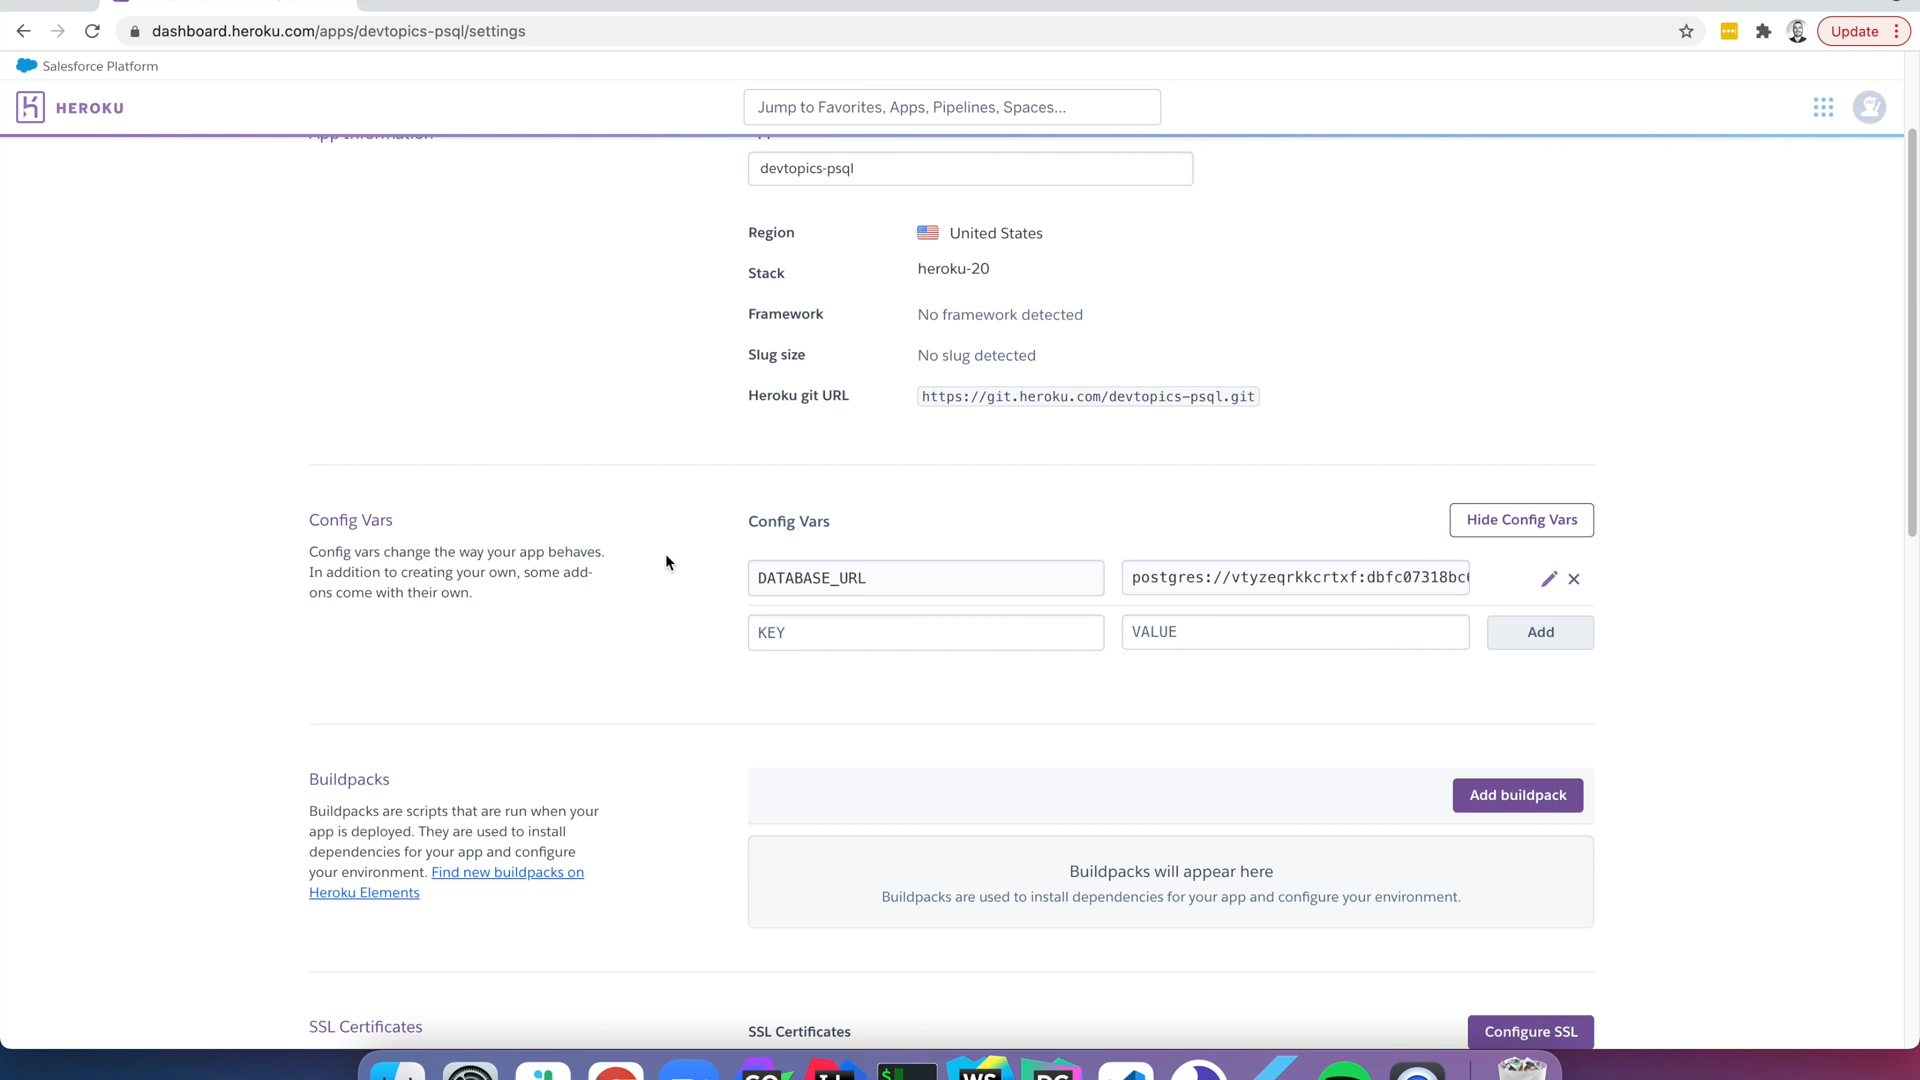 dashboard.heroku.com/apps/devtopics-psql/settings
Update
Salesforce Platform
HEROKU
Jump to Favorites, Apps, Pipelines, Spaces...
App Information
devtopics-psql
Region
United States
Stack
heroku-20
Framework
No framework detected
Slug size
No slug detected
Heroku git URL
https://git.heroku.com/devtopics-psql.git
Config Vars
Config vars change the way your app behaves.
In addition to creating your own, some add-
ons come with their own.
Config Vars
Hide Config Vars
DATABASE_URL
postgres://vtyzeqrkkcrtxf:dbfc07318bc
KEY
VALUE
Add
Buildpacks
Buildpacks are scripts that are run when your
app is deployed. They are used to install
dependencies for your app and configure
your environment. Find new buildpacks on
Heroku Elements
Add buildpack
Buildpacks will appear here
Buildpacks are used to install dependencies for your app and configure your environment.
SSL Certificates
SSL Certificates
Configure SSL
WS